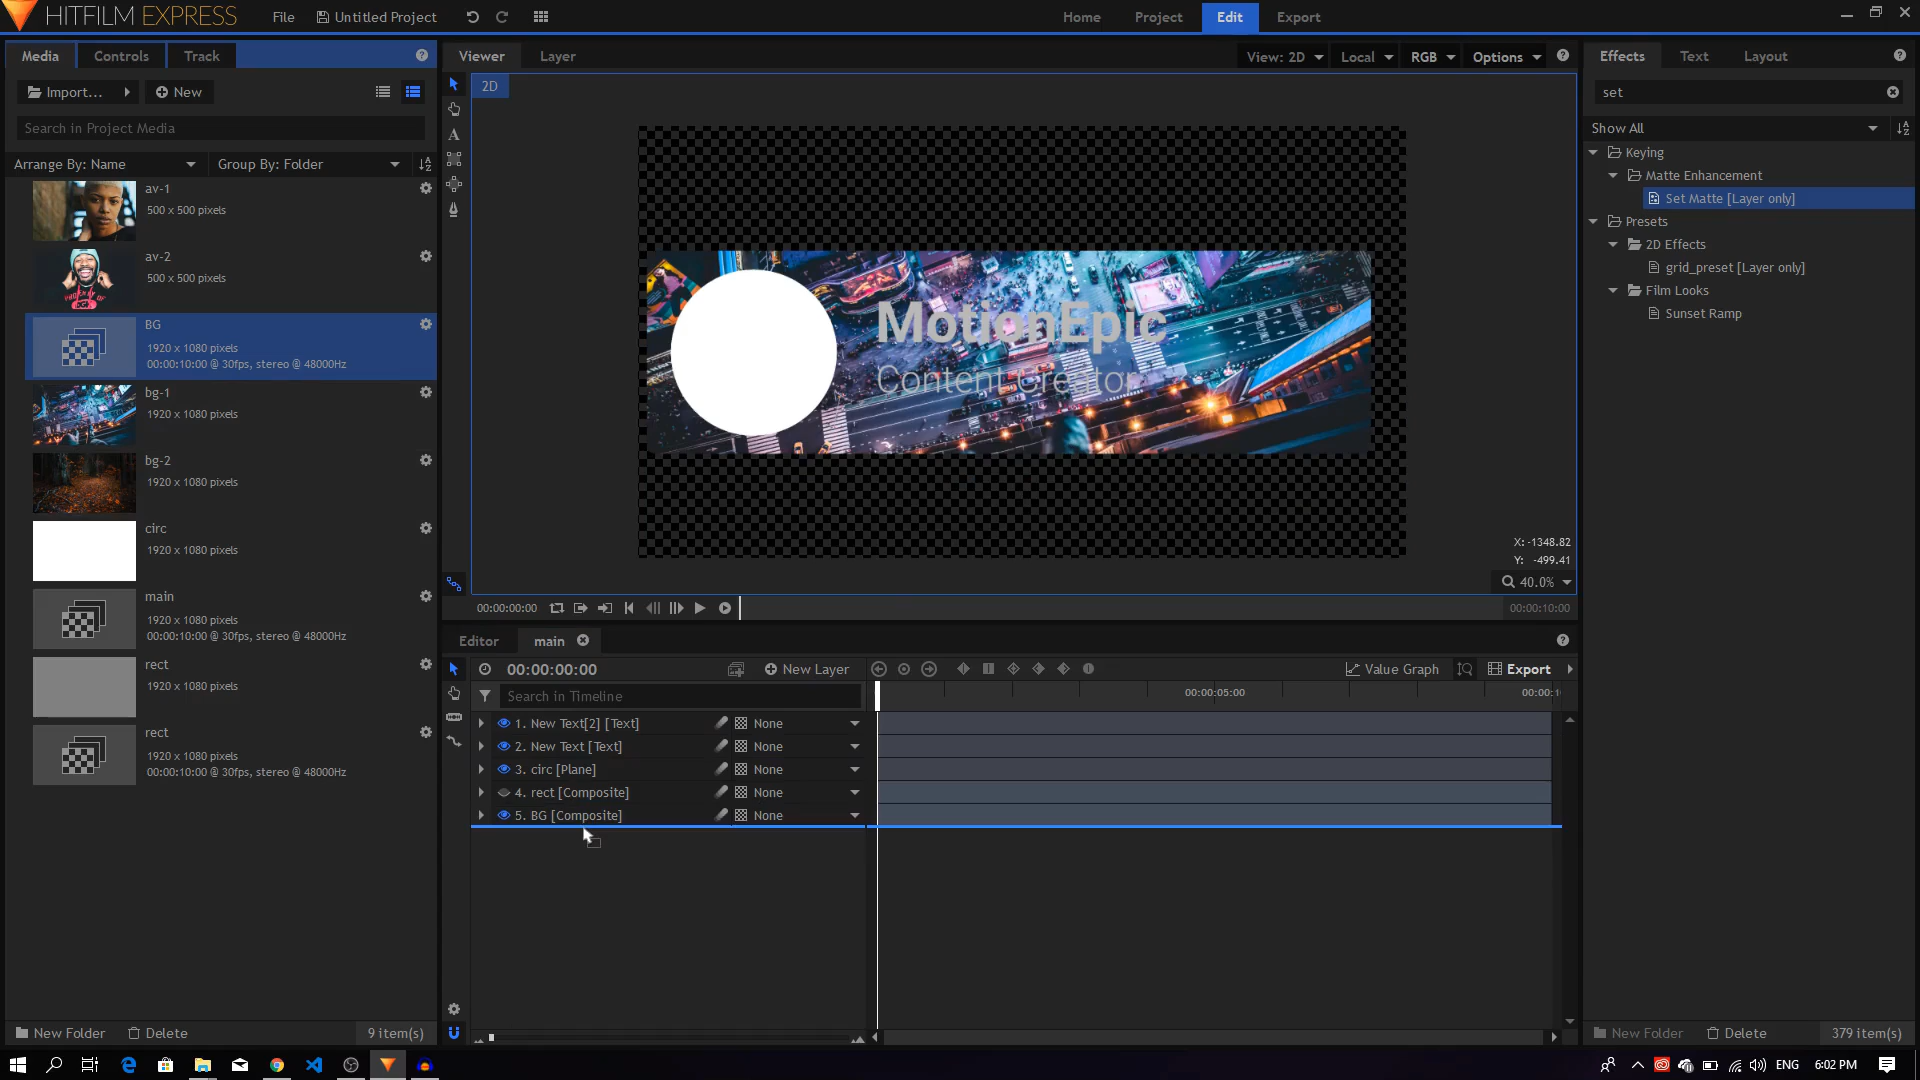 HITFILM EXPRESS
File
Untitled Project
Home
Project
Edit
Export
Media
Controls
Track
Import...
New
Search in Project Media
Arrange By: Name
Group By: Folder
av-1
500 x 500 pixels
av-2
500 x 500 pixels
BG
1920 x 1080 pixels
00:00:10:00 @ 30fps, stereo @ 48000Hz
bg-1
1920 x 1080 pixels
bg-2
1920 x 1080 pixels
circ
1920 x 1080 pixels
main
1920 x 1080 pixels
00:00:10:00 @ 30fps, stereo @ 48000Hz
rect
1920 x 1080 pixels
rect
1920 x 1080 pixels
00:00:10:00 @ 30fps, stereo @ 48000Hz
New Folder
Delete
9 item(s)
Viewer
Layer
View: 2D
Local
RGB
Options
2D
MotionEpic
Content Creator
X: -1348.82
Y: -499.41
40.0%
00:00:00:00
00:00:10:00
Editor
main
00:00:00:00
New Layer
Value Graph
Export
Search in Timeline
00:00:05:00
00:00:1
1. New Text[2] [Text]
None
2. New Text [Text]
None
3. circ [Plane]
None
4. rect [Composite]
None
5. BG [Composite]
None
Effects
Text
Layout
set
Show All
Keying
Matte Enhancement
Set Matte [Layer only]
Presets
2D Effects
grid_preset [Layer only]
Film Looks
Sunset Ramp
New Folder
Delete
379 item(s)
ENG
6:02 PM